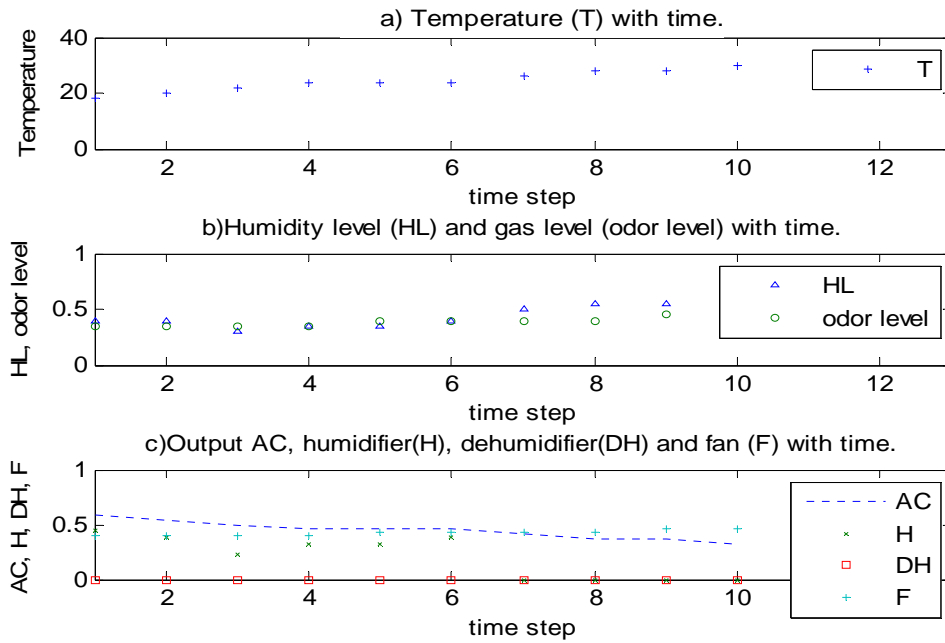 a) Temperature (T) with time.
Temperature
40
20
0
2
4
6
8
10
12
time step
T
b)Humidity level (HL) and gas level (odor level) with time.
HL, odor level
1
0.5
0
2
4
6
8
10
12
time step
HL
odor level
c)Output AC, humidifier(H), dehumidifier(DH) and fan (F) with time.
AC, H, DH, F
1
0.5
0
2
4
6
8
10
time step
AC
H
DH
F